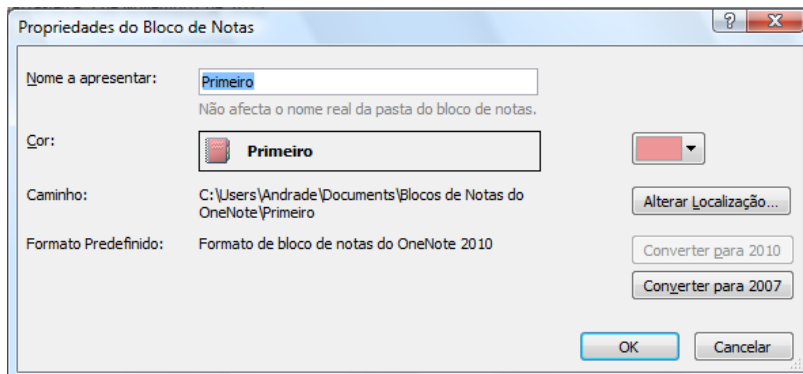 Propriedades do Bloco de Notas
Nome a apresentar: Primeiro
Não afecta o nome real da pasta do bloco de notas.
Cor: Primeiro
Caminho: C:\Users\Andrade\Documents\Blocos de Notas do
OneNote\Primeiro
Alterar Localização...
Formato Predefinido: Formato de bloco de notas do OneNote 2010
Converter para 2010
Converter para 2007
OK Cancelar